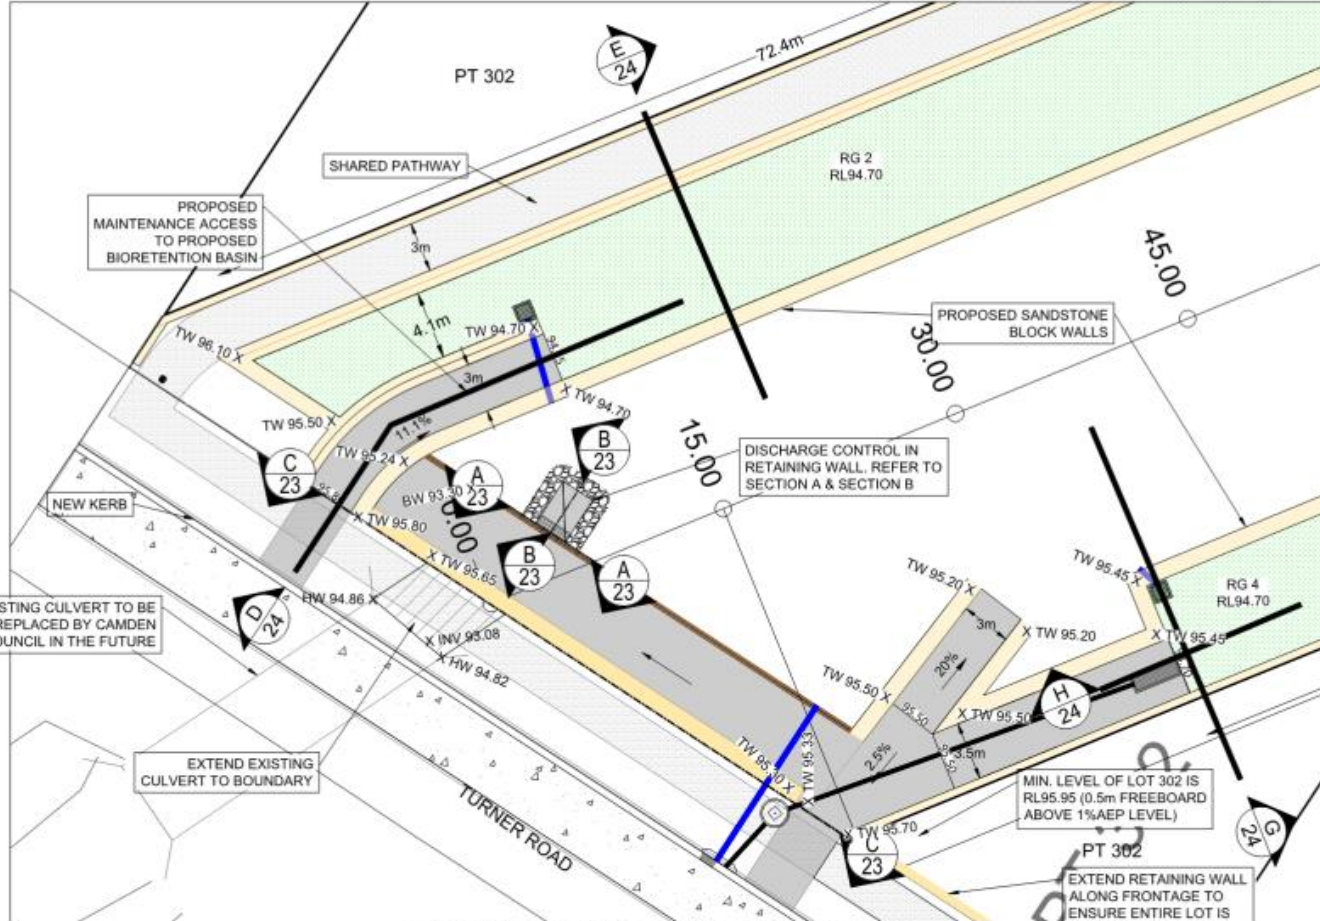 E
24
72.4m
PT 302
SHARED PATHWAY
RG 2
RL94.70
PROPOSED
MAINTENANCE ACCESS
TO PROPOSED
BIORETENTION BASIN
3m
45.00
4.1m
TW 94.70 X
PROPOSED SANDSTONE
BLOCK WALLS
TW 96.10 X
30.00
3m
X TW 94.70
TW 95.50 X
11.1%
B
23
15.00
DISCHARGE CONTROL IN
RETAINING WALL. REFER TO
SECTION A & SECTION B
TW 95.24 X
C
23
A
23
BW 93.30 X
NEW KERB
X TW 95.80
0.00
X TW 95.65
B
23
A
23
TW 95.45 X
TW 95.20 X
RG 4
RL94.70
HW 94.86 X
D
24
STING CULVERT TO BE
REPLACED BY CAMDEN
OUNCIL IN THE FUTURE
3m
X TW 95.20
X INV 93.08
X TW 95.45
X HW 94.82
20%
TW 95.50 X
H
24
95.50
X TW 95.50
3.5m
EXTEND EXISTING
CULVERT TO BOUNDARY
X TW 95.33
2.5%
MIN. LEVEL OF LOT 302 IS
RL95.95 (0.5m FREEBOARD
ABOVE 1%AEP LEVEL)
TURNER ROAD
X TW 95.70
G
24
C
23
PT 302
EXTEND RETAINING WALL
ALONG FRONTAGE TO
ENSURE ENTIRE LOT IS